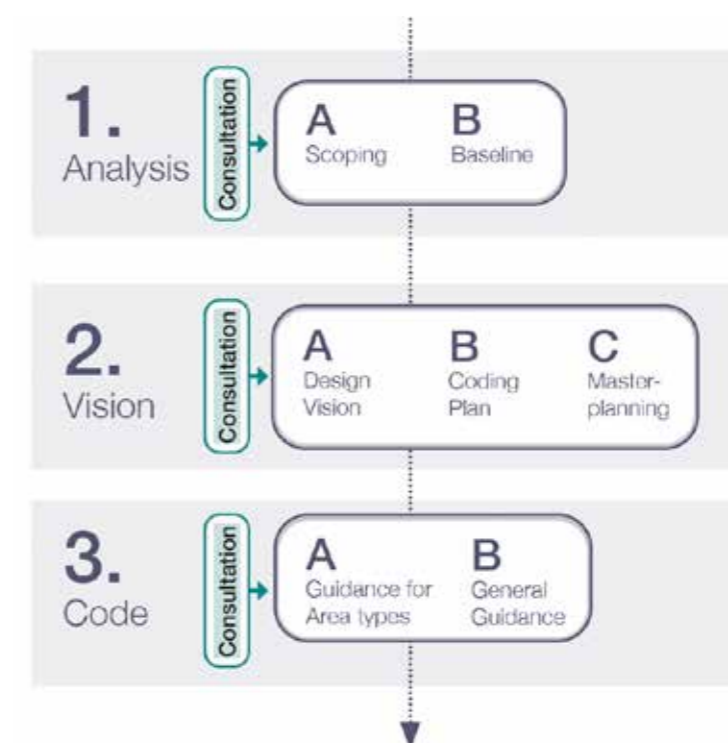 1.
Analysis
Consultation
A
Scoping
B
Baseline
2.
Vision
Consultation
A
Design
Vision
B
Coding
Plan
C
Master-
planning
3.
Code
Consultation
A
Guidance for
Area types
B
General
Guidance